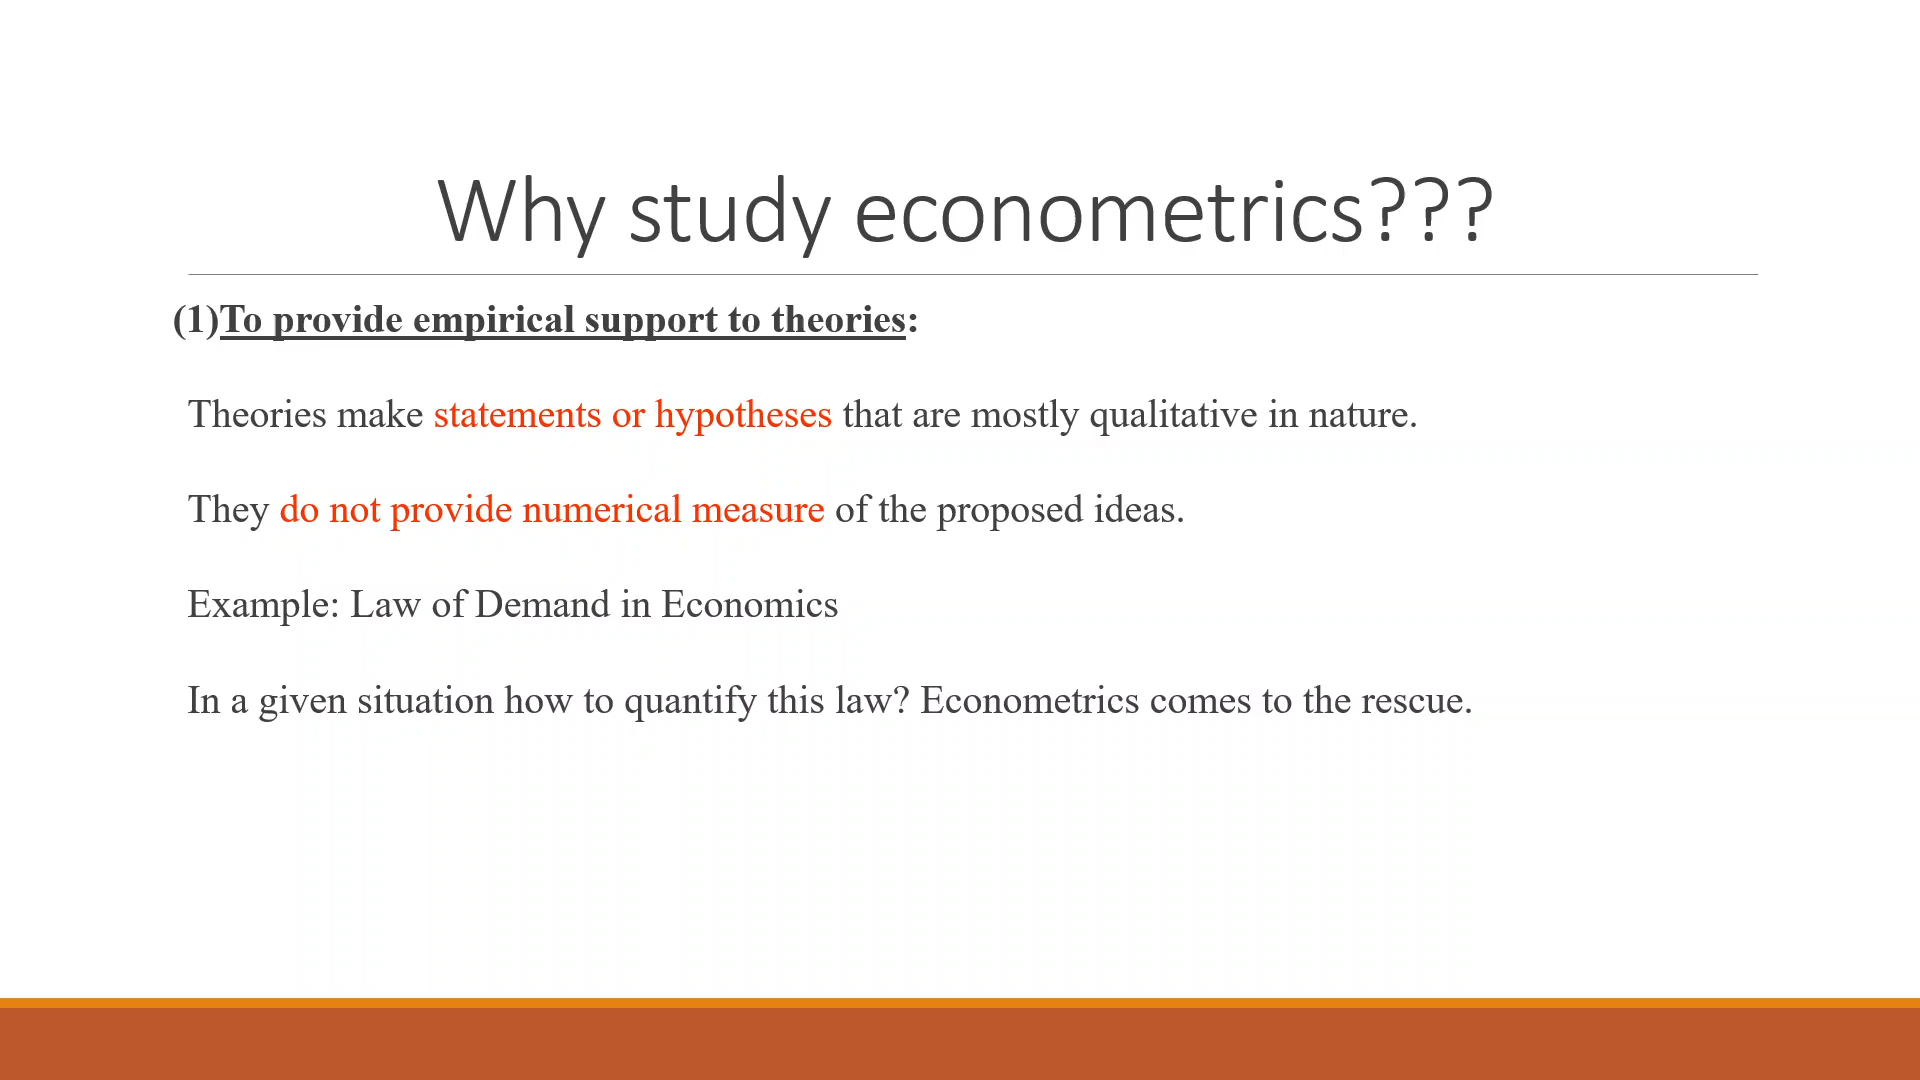 Why study econometrics???
(1)To provide empirical support to theories:
Theories make statements or hypotheses that are mostly qualitative in nature.
They do not provide numerical measure of the proposed ideas.
Example: Law of Demand in Economics
In a given situation how to quantify this law? Econometrics comes to the rescue.